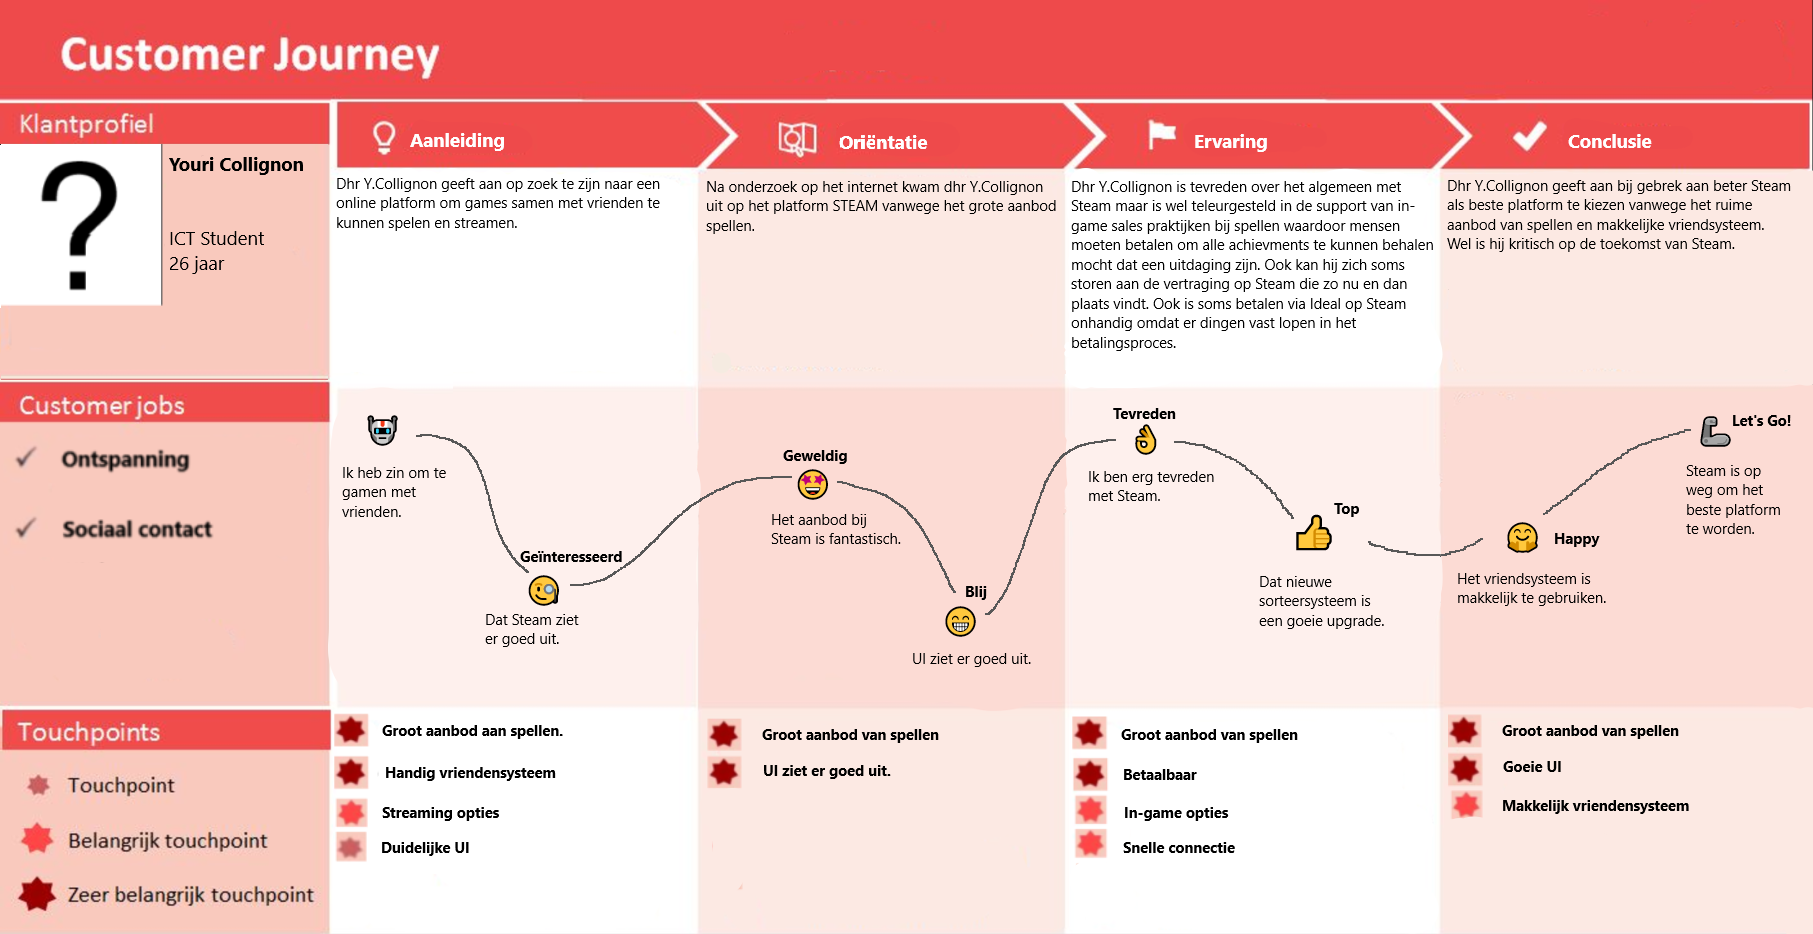 Customer Journey
Klantprofiel
Youri Collignon
ICT Student
26 jaar
Aanleiding
Oriëntatie
Ervaring
Conclusie
Dhr Y.Collignon geeft aan op zoek te zijn naar een
online platform om games samen met vrienden te
kunnen spelen en streamen.
Na onderzoek op het internet kwam dhr Y.Collignon
uit op het platform STEAM vanwege het grote aanbod
spellen.
Dhr Y.Collignon is tevreden over het algemeen met
Steam maar is wel teleurgesteld in de support van in-
game sales praktijken bij spellen waardoor mensen
moeten betalen om alle achievments te kunnen behalen
mocht dat een uitdaging zijn. Ook kan hij zich soms
storen aan de vertraging op Steam die zo nu en dan
plaats vindt. Ook is soms betalen via Ideal op Steam
onhandig omdat er dingen vast lopen in het
betalingsproces.
Dhr Y.Collignon geeft aan bij gebrek aan beter Steam
als beste platform te kiezen vanwege het ruime
aanbod van spellen en makkelijke vriendsysteem.
Wel is hij kritisch op de toekomst van Steam.
Customer jobs
Ontspanning
Sociaal contact
Ik heb zin om te
gamen met
vrienden.
Geïnteresseerd
Dat Steam ziet
er goed uit.
Geweldig
Het aanbod bij
Steam is fantastisch.
Blij
UI ziet er goed uit.
Tevreden
Ik ben erg tevreden
met Steam.
Top
Dat nieuwe
sorteersysteem is
een goeie upgrade.
Happy
Het vriendsysteem is
makkelijk te gebruiken.
Let's Go!
Steam is op
weg om het
beste platform
te worden.
Touchpoints
Touchpoint
Belangrijk touchpoint
Zeer belangrijk touchpoint
Groot aanbod aan spellen.
Handig vriendensysteem
Streaming opties
Duidelijke UI
Groot aanbod van spellen
UI ziet er goed uit.
Groot aanbod van spellen
Betaalbaar
In-game opties
Snelle connectie
Groot aanbod van spellen
Goeie UI
Makkelijk vriendensysteem